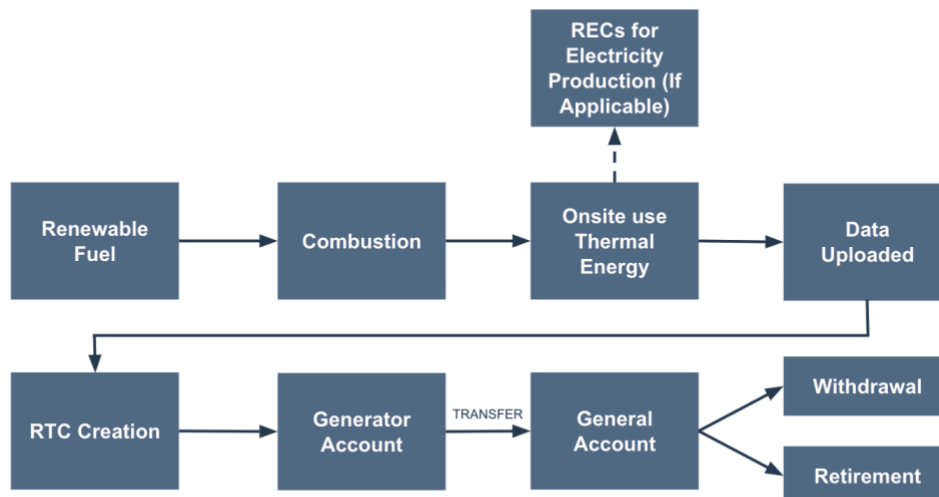 RECs for
Electricity
Production (If
Applicable)
Renewable
Fuel
Combustion
Onsite use
Thermal
Energy
Data
Uploaded
RTC Creation
Generator
Account
TRANSFER
General
Account
Withdrawal
Retirement